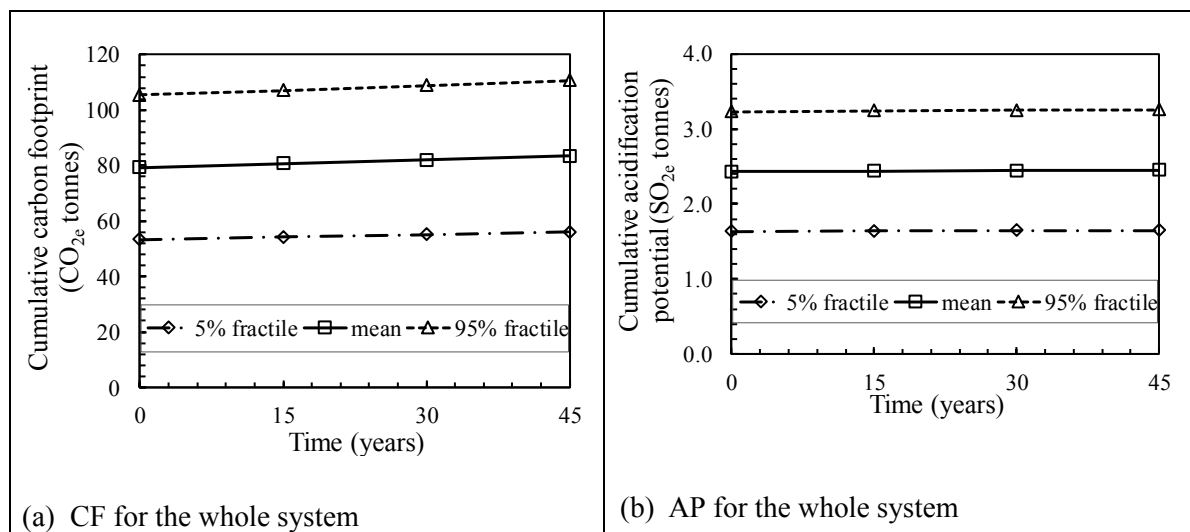 Cumulative carbon footprint
(CO2e tonnes)
120
100
80
60
40
20
0
5% fractile mean 95% fractile
0 15 30 45
Time (years)
(a) CF for the whole system
Cumulative acidification
potential (SO2e tonnes)
4.0
3.0
2.0
1.0
0.0
5% fractile mean 95% fractile
0 15 30 45
Time (years)
(b) AP for the whole system